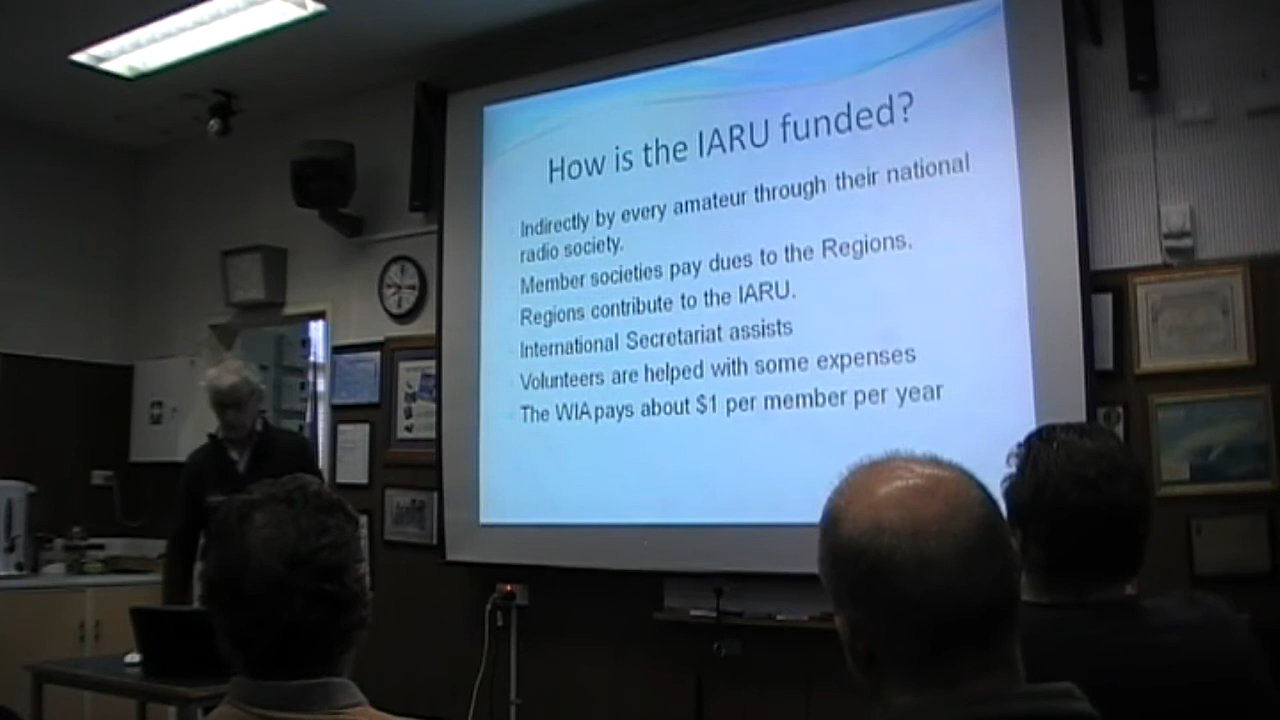 How is the IARU funded?
Indirectly by every amateur through their national
radio society.
Member societies pay dues to the Regions.
Regions contribute to the IARU.
International Secretariat assists
Volunteers are helped with some expenses
The WIA pays about $1 per member per year